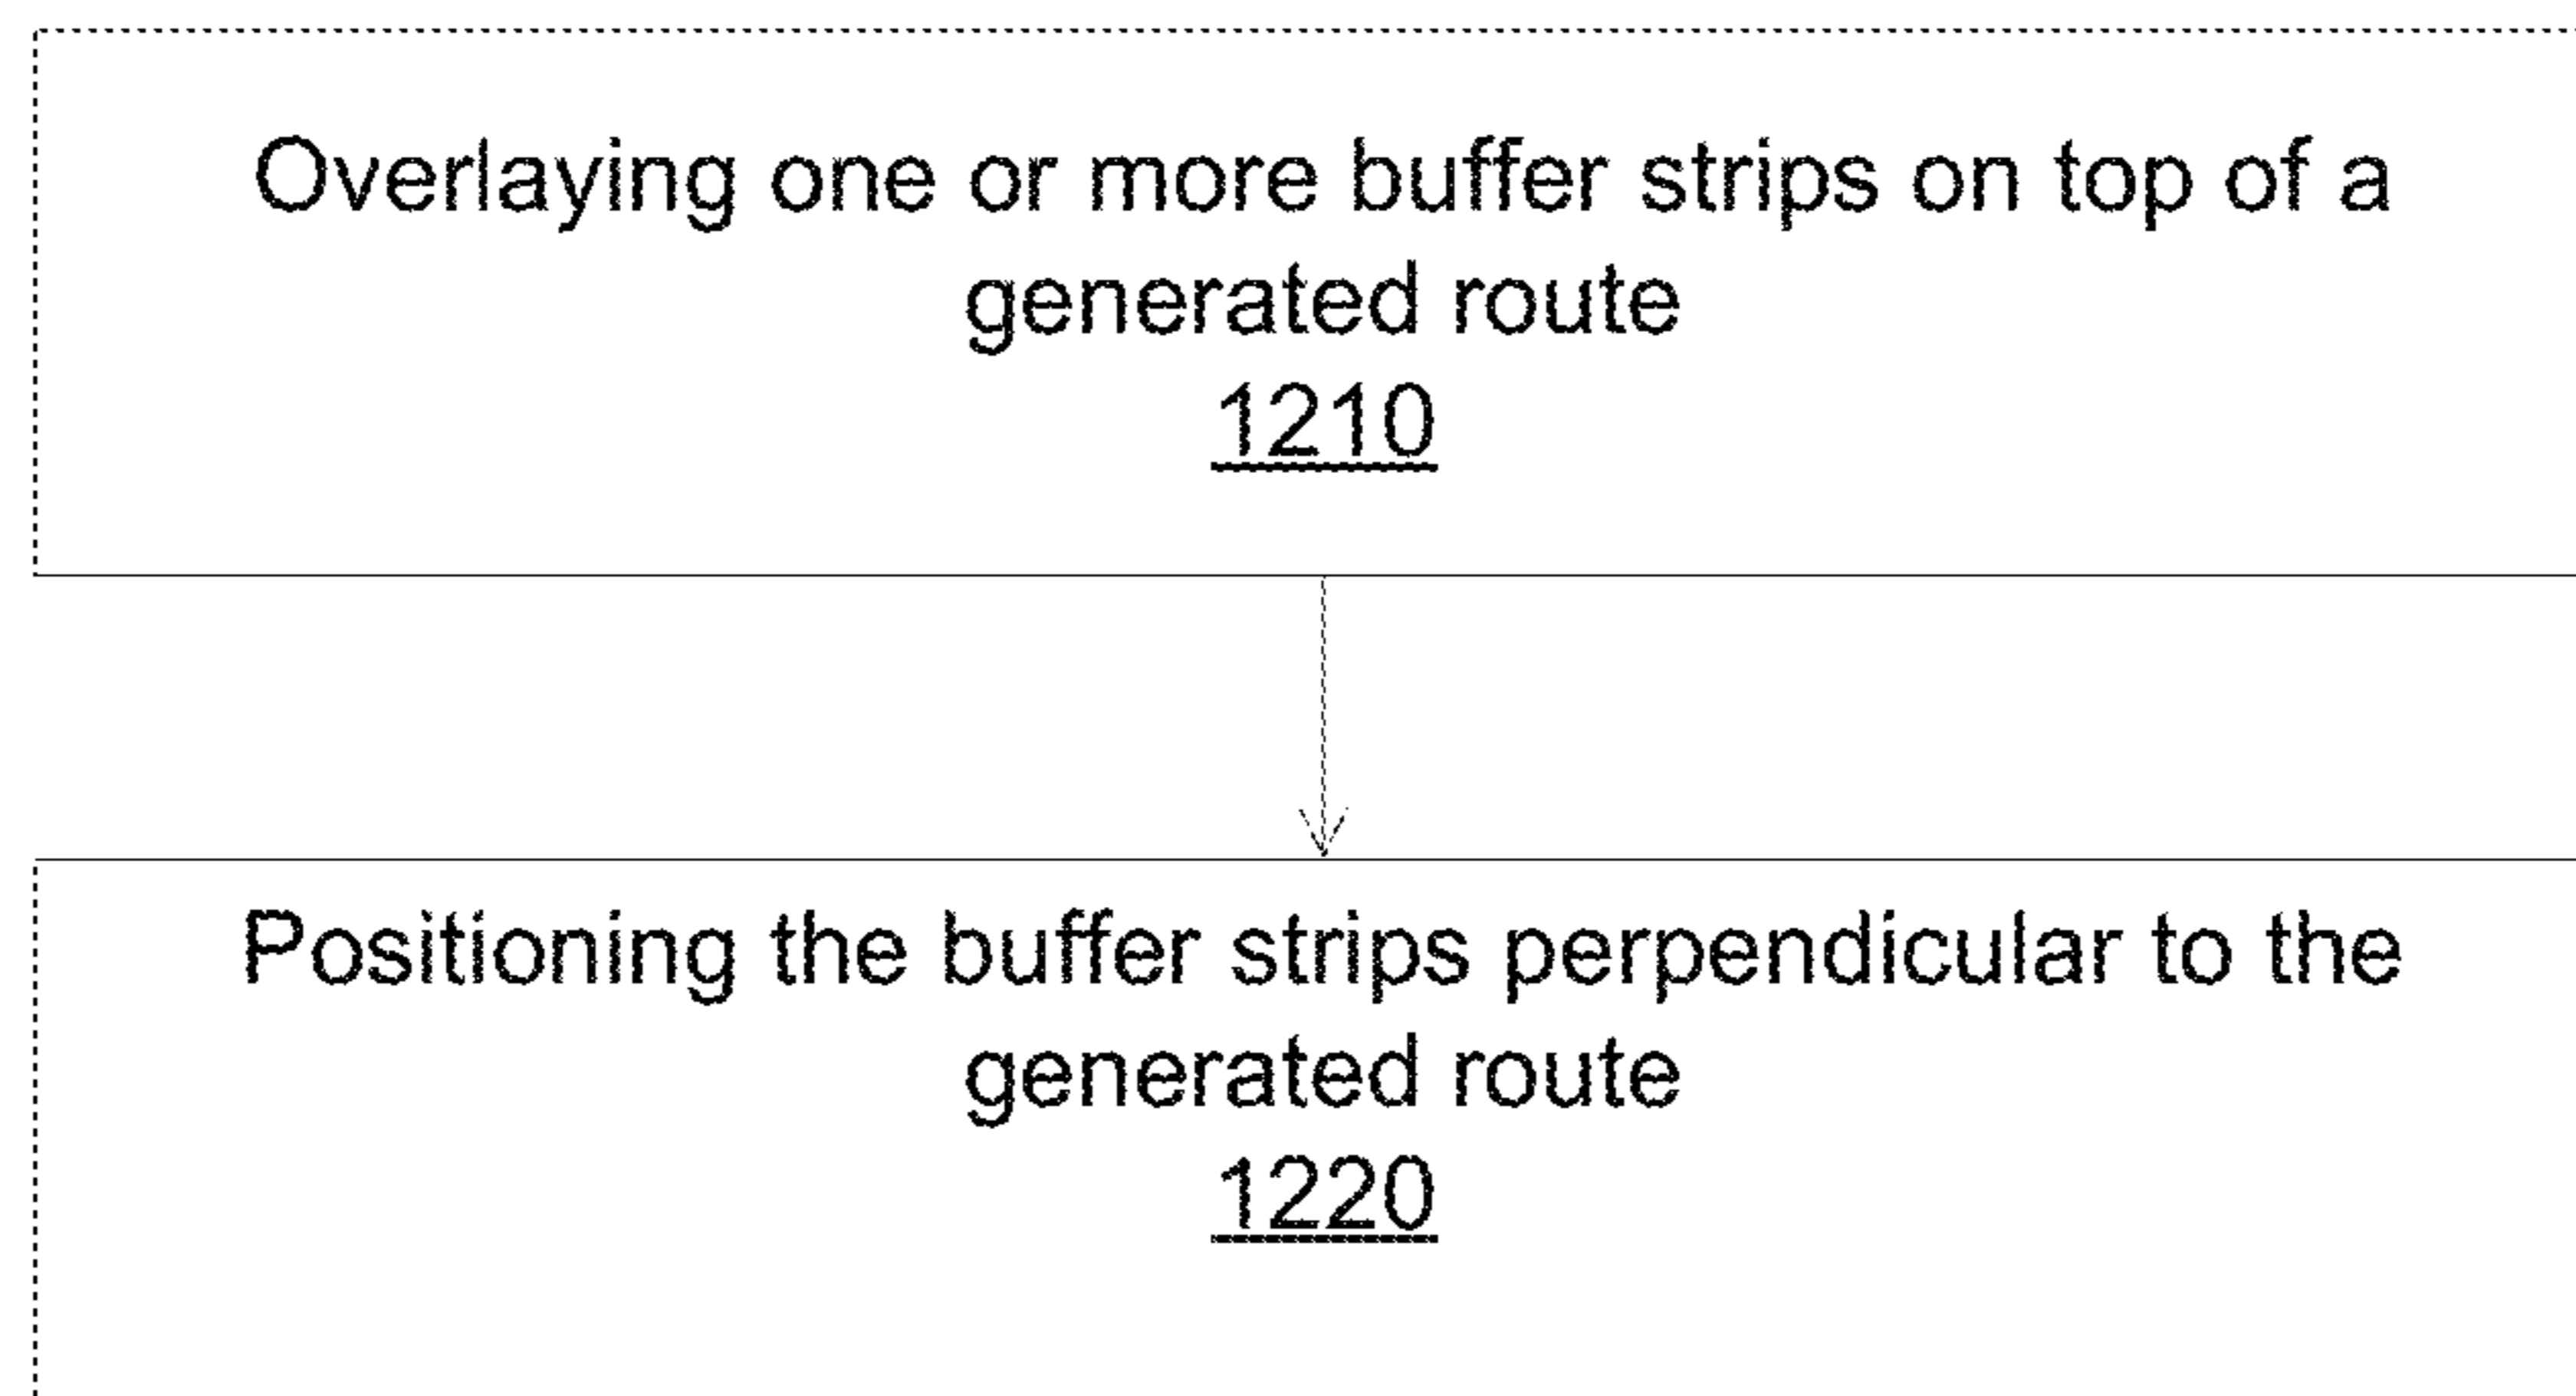 Overlaying one or more buffer strips on top of a
generated route
1210
Positioning the buffer strips perpendicular to the
generated route
1220